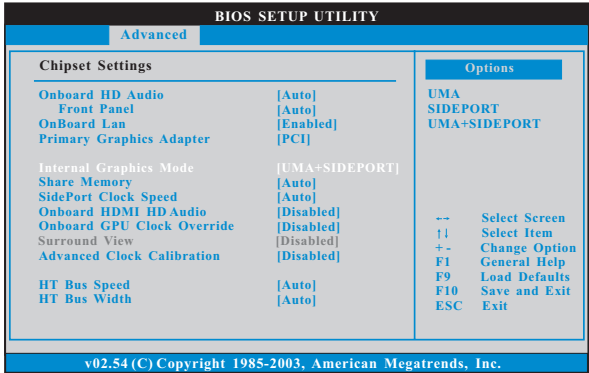 BIOS SETUP UTILITY
Advanced
Chipset Settings
Onboard HD Audio [Auto]
Front Panel [Auto]
OnBoard Lan [Enabled]
Primary Graphics Adapter [PCI]
Internal Graphics Mode [UMA+SIDEPORT]
Share Memory [Auto]
SidePort Clock Speed [Auto]
Onboard HDMI HD Audio [Disabled]
Onboard GPU Clock Override [Disabled]
Surround View [Disabled]
Advanced Clock Calibration [Disabled]
HT Bus Speed [Auto]
HT Bus Width [Auto]
Options
UMA
SIDEPORT
UMA+SIDEPORT
←→ Select Screen
↑↓ Select Item
+ - Change Option
F1 General Help
F9 Load Defaults
F10 Save and Exit
ESC Exit
v02.54 (C) Copyright 1985-2003, American Megatrends, Inc.